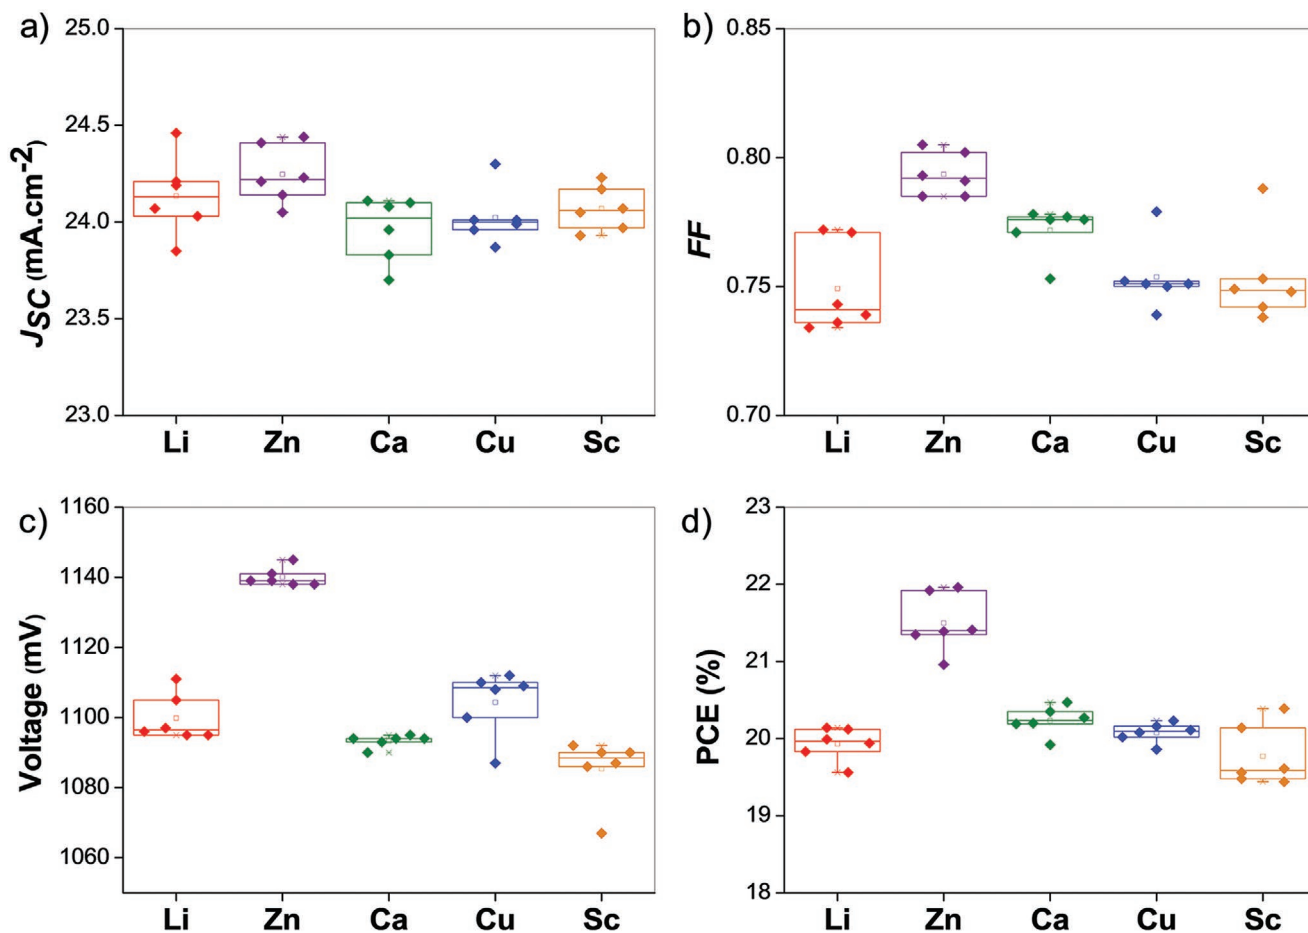 a)
25.0
24.5
24.0
23.5
23.0
JSC (mA.cm-2)
Li Zn Ca Cu Sc
b)
0.85
0.80
0.75
0.70
FF
Li Zn Ca Cu Sc
c)
1160
1140
1120
1100
1080
1060
Voltage (mV)
Li Zn Ca Cu Sc
d)
23
22
21
20
19
18
PCE (%)
Li Zn Ca Cu Sc